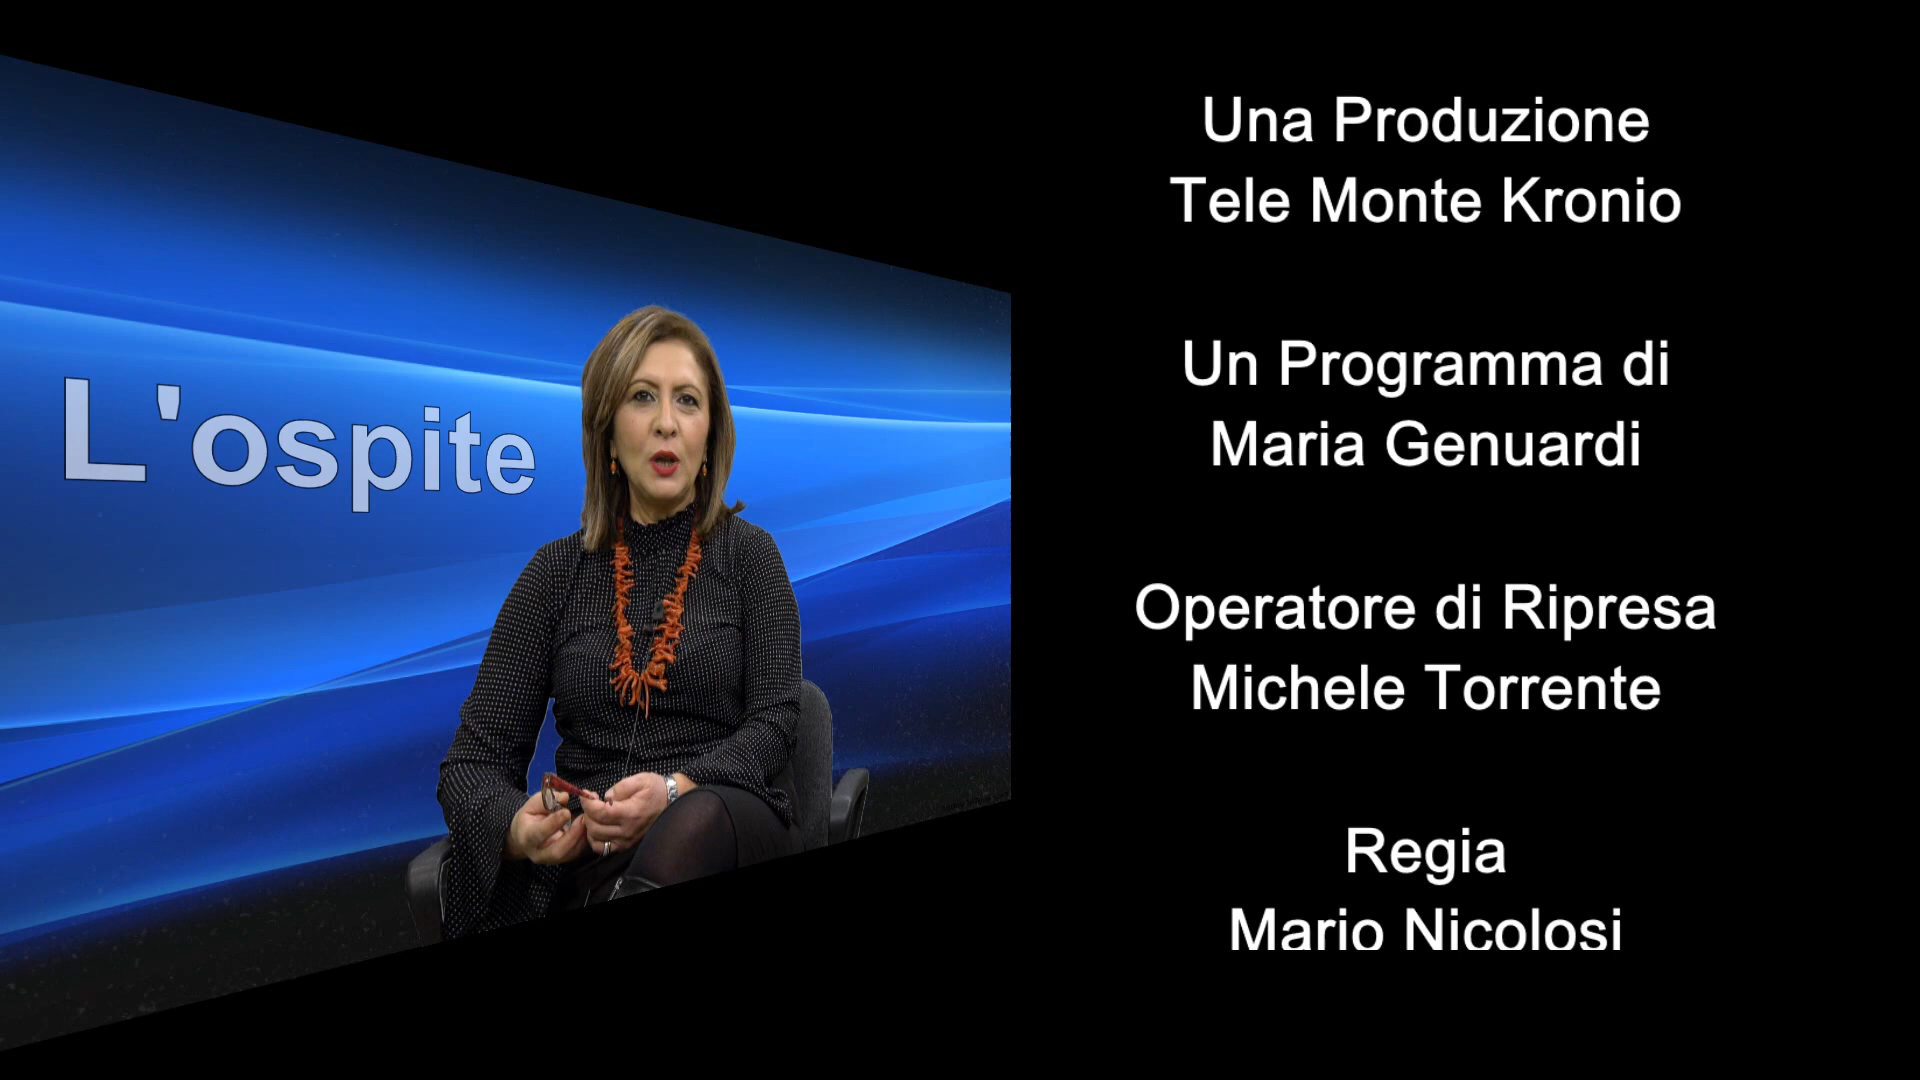 L'ospite
Una Produzione
Tele Monte Kronio
Un Programma di
Maria Genuardi
Operatore di Ripresa
Michele Torrente
Regia
Mario Nicolosi